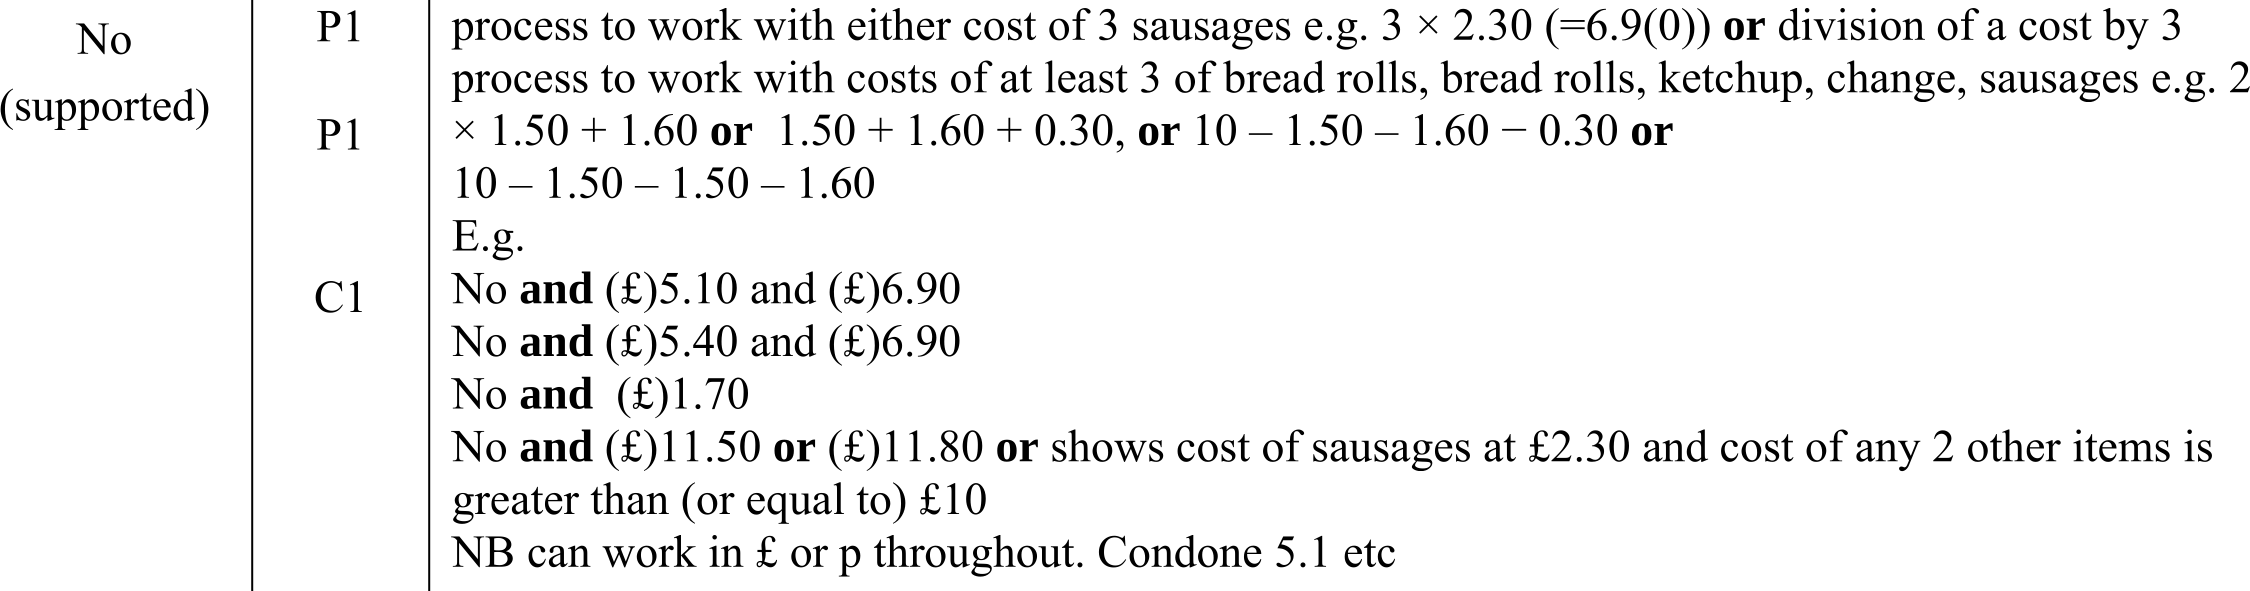 No
(supported)
P1
process to work with either cost of 3 sausages e.g. 3 × 2.30 (=6.9(0)) or division of a cost by 3
process to work with costs of at least 3 of bread rolls, bread rolls, ketchup, change, sausages e.g. 2
P1
× 1.50 + 1.60 or 1.50 + 1.60 + 0.30, or 10 – 1.50 – 1.60 − 0.30 or
10 – 1.50 – 1.50 – 1.60
E.g.
C1
No and (£)5.10 and (£)6.90
No and (£)5.40 and (£)6.90
No and (£)1.70
No and (£)11.50 or (£)11.80 or shows cost of sausages at £2.30 and cost of any 2 other items is
greater than (or equal to) £10
NB can work in £ or p throughout. Condone 5.1 etc